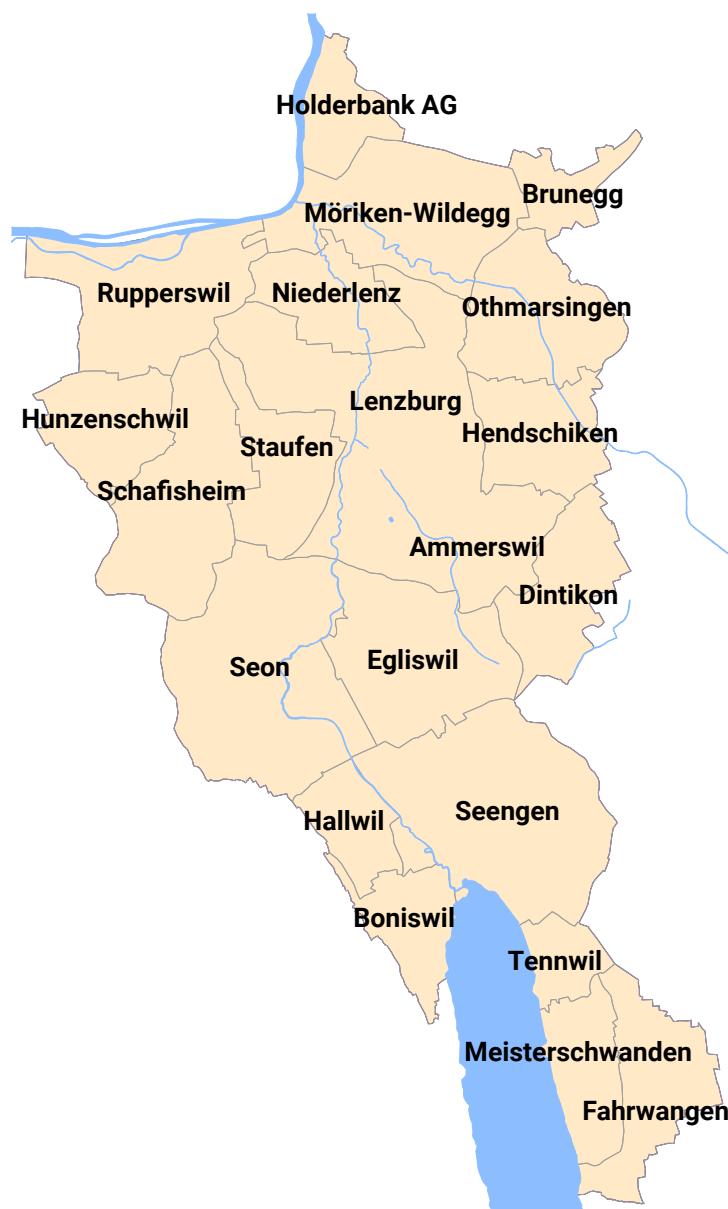 Holderbank AG
Brunegg
Möriken-Wildegg
Rupperswil
Niederlenz
Othmarsingen
Lenzburg
Hunzenschwil
Hendschiken
Staufen
Schafisheim
Ammerswil
Dintikon
Egliswil
Seon
Seengen
Hallwil
Boniswil
Tennwil
Meisterschwanden
Fahrwangen